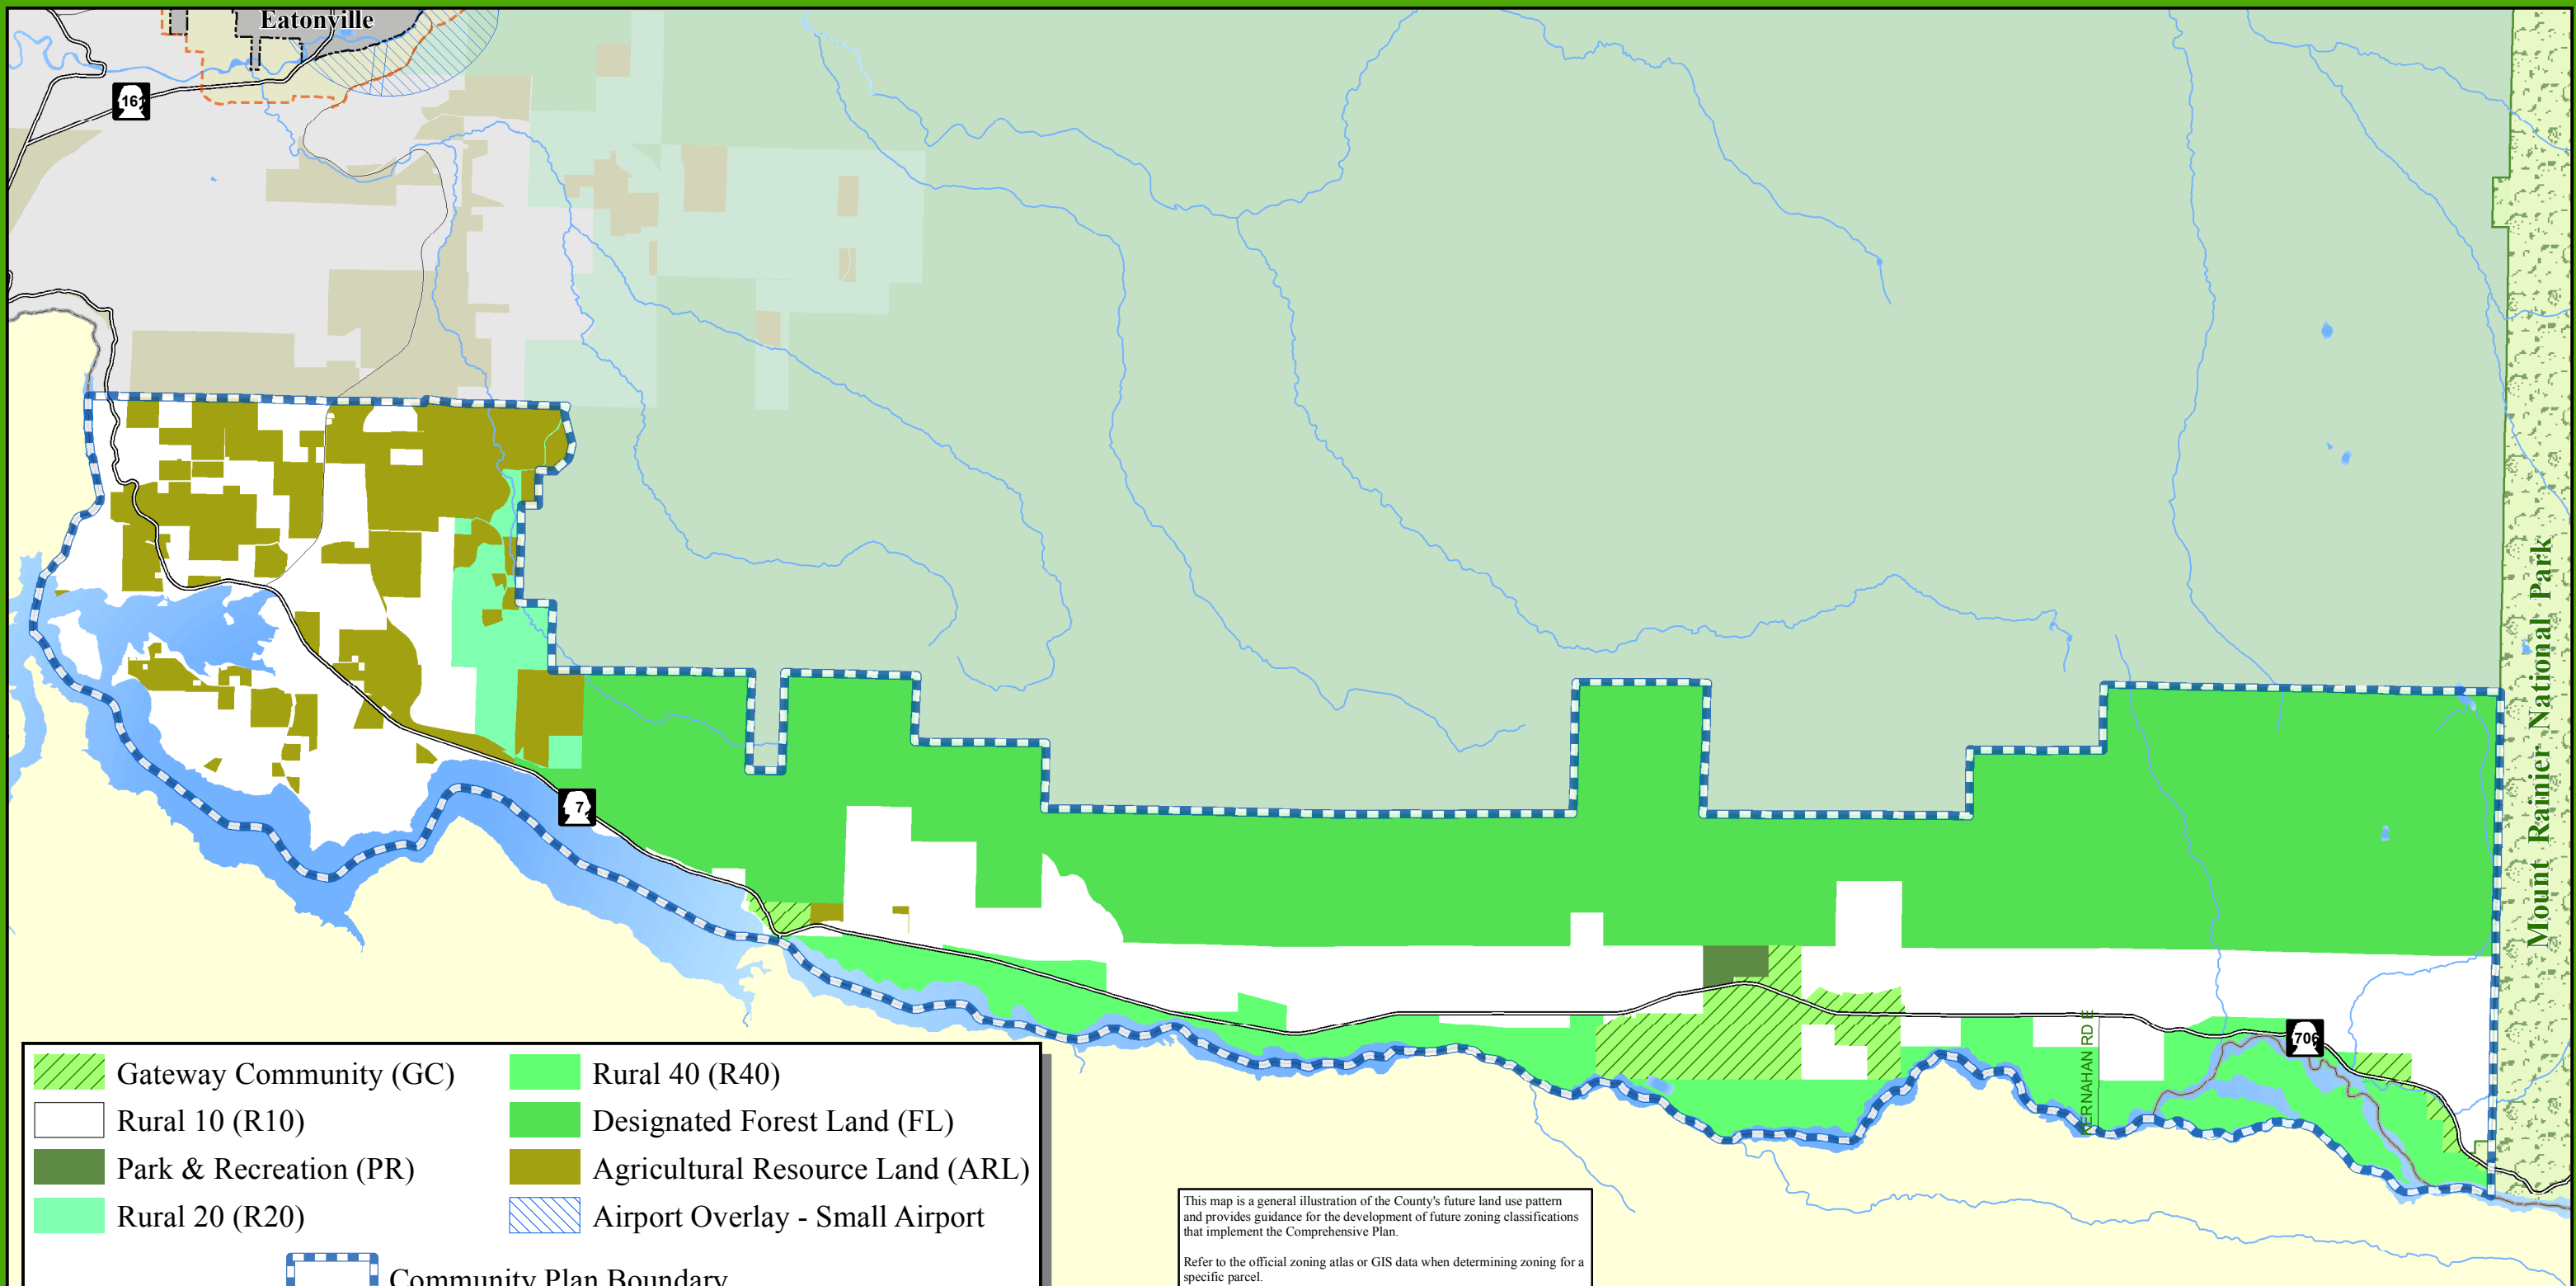 Eatonville
161
7
706
KERNAHAN RD E
Mount Rainier National Park
Gateway Community (GC)
Rural 10 (R10)
Park & Recreation (PR)
Rural 20 (R20)
Rural 40 (R40)
Designated Forest Land (FL)
Agricultural Resource Land (ARL)
Airport Overlay - Small Airport
Community Plan Boundary
This map is a general illustration of the County's future land use pattern
and provides guidance for the development of future zoning classifications
that implement the Comprehensive Plan.
Refer to the official zoning atlas or GIS data when determining zoning for a
specific parcel.